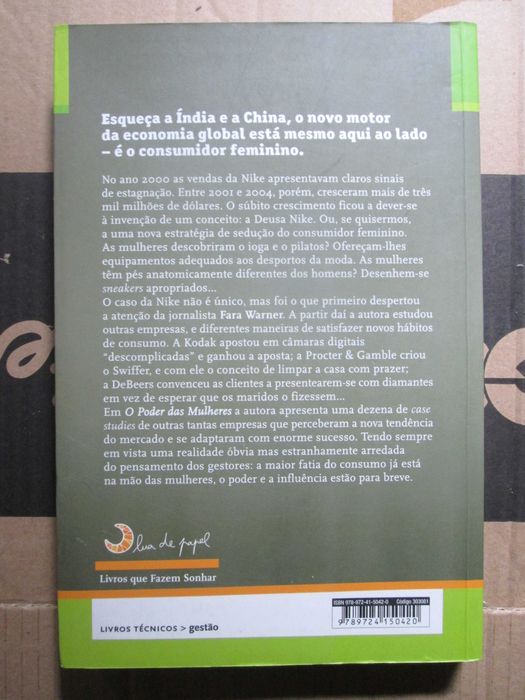 Esqueça a Índia e a China, o novo motor
da economia global está mesmo aqui ao lado
– é o consumidor feminino.
No ano 2000 as vendas da Nike apresentavam claros sinais
de estagnação. Entre 2001 e 2004, porém, cresceram mais de três
mil milhões de dólares. O súbito crescimento ficou a dever-se
à invenção de um conceito: a Deusa Nike. Ou, se quisermos,
a uma nova estratégia de sedução do consumidor feminino.
As mulheres descobriram o ioga e o pilatos? Ofereçam-lhes
equipamentos adequados aos desportos da moda. As mulheres
têm pés anatomicamente diferentes dos homens? Desenhem-se
sneakers apropriados...
O caso da Nike não é único, mas foi o que primeiro despertou
a atenção da jornalista Fara Warner. A partir daí a autora estudou
outras empresas, e diferentes maneiras de satisfazer novos hábitos
de consumo. A Kodak apostou em câmaras digitais
"descomplicadas" e ganhou a aposta; a Procter & Gamble criou
o Swiffer, e com ele o conceito de limpar a casa com prazer;
a DeBeers convenceu as clientes a presentearem-se com diamantes
em vez de esperar que os maridos o fizessem...
Em O Poder das Mulheres a autora apresenta uma dezena de case
studies de outras tantas empresas que perceberam a nova tendência
do mercado e se adaptaram com enorme sucesso. Tendo sempre
em vista uma realidade óbvia mas estranhamente arredada
do pensamento dos gestores: a maior fatia do consumo já está
na mão das mulheres, o poder e a influência estão para breve.
lua de papel
Livros que Fazem Sonhar
LIVROS TÉCNICOS > gestão
ISBN 978-972-41-5042-0 Código 303081
9789724150420